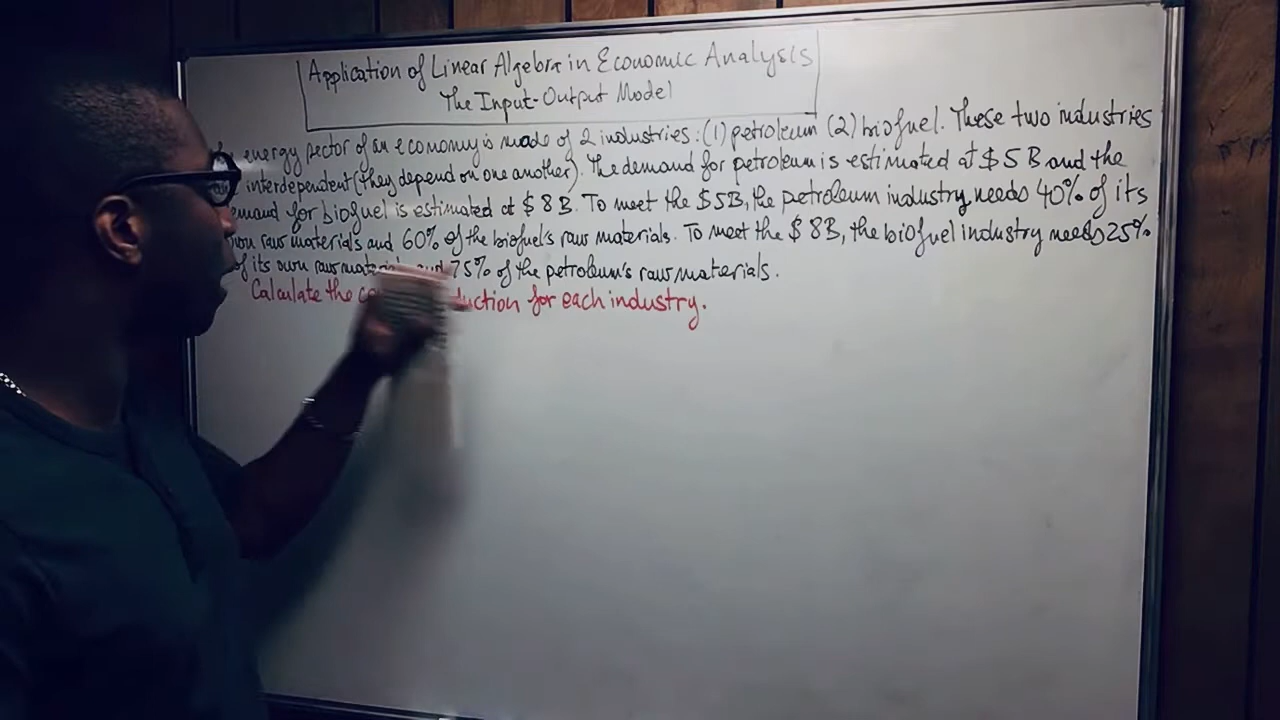 Application of Linear Algebra in Economic Analysis
The Input-Output Model
energy sector of an economy is made of 2 industries: (1) petroleum (2) biofuel. These two industries
interdependent (they depend on one another). The demand for petroleum is estimated at $5B and the
for biofuel is estimated at $8B. To meet the $5B, the petroleum industry needs 40% of its
raw materials and 60% of the biofuel's raw materials. To meet the $8B, the biofuel industry needs 25%
of its own raw 75% of the petroleum's raw materials.
Calculate the for each industry.